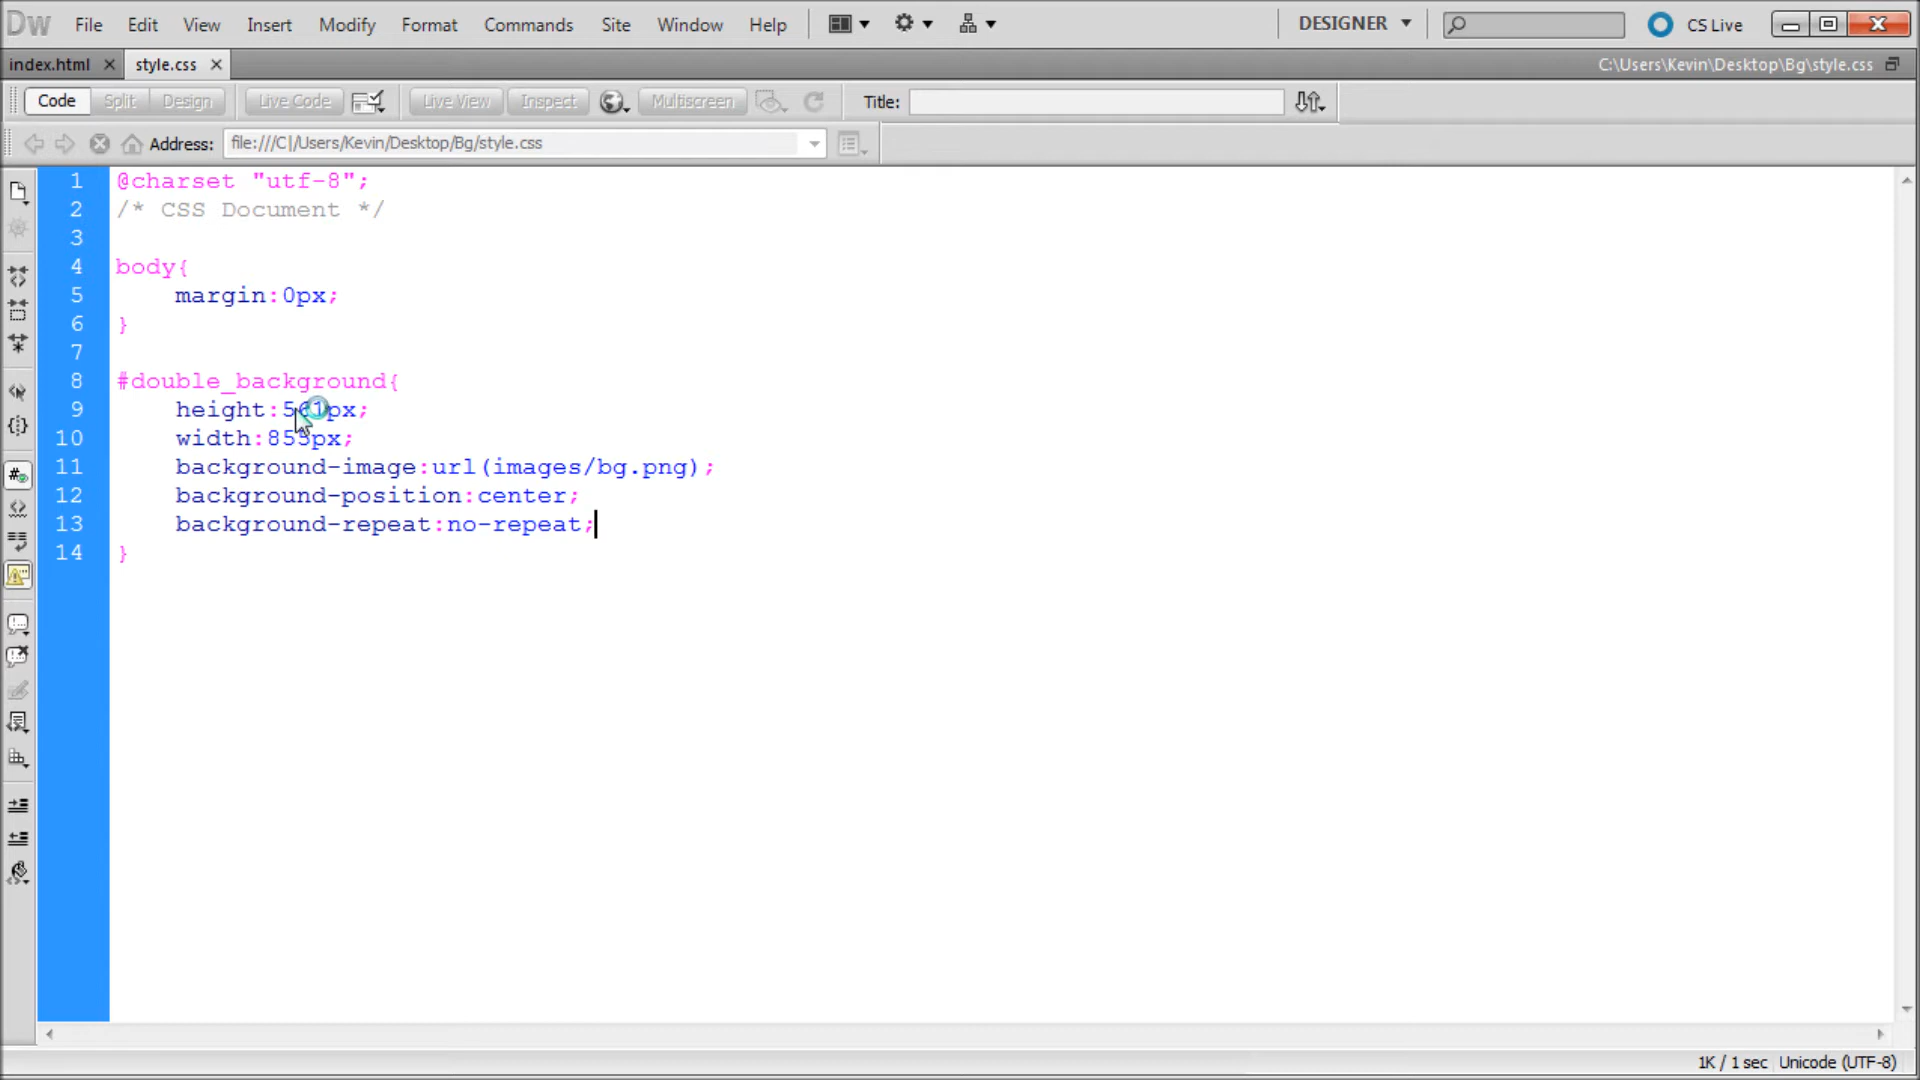 Dw File Edit View Insert Modify Format Commands Site Window Help DESIGNER CS Live
index.html style.css C:\Users\Kevin\Desktop\Bg\style.css
Code Split Design Live Code Live View Inspect Multiscreen Title:
Address: file:///C|/Users/Kevin/Desktop/Bg/style.css
1 @charset "utf-8";
2 /* CSS Document */
3
4 body{
5 margin:0px;
6 }
7
8 #double_background{
9 height:561px;
10 width:853px;
11 background-image:url(images/bg.png);
12 background-position:center;
13 background-repeat:no-repeat;
14 }
1K / 1 sec Unicode (UTF-8)